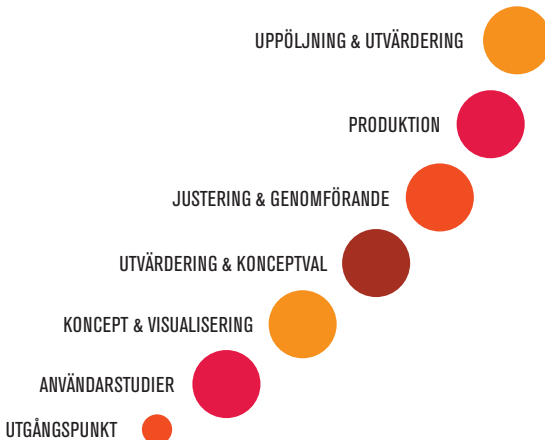 UPPÖLJNING & UTVÄRDERING
PRODUKTION
JUSTERING & GENOMFÖRANDE
UTVÄRDERING & KONCEPTVAL
KONCEPT & VISUALISERING
ANVÄNDARSTUDIER
UTGÅNGSPUNKT